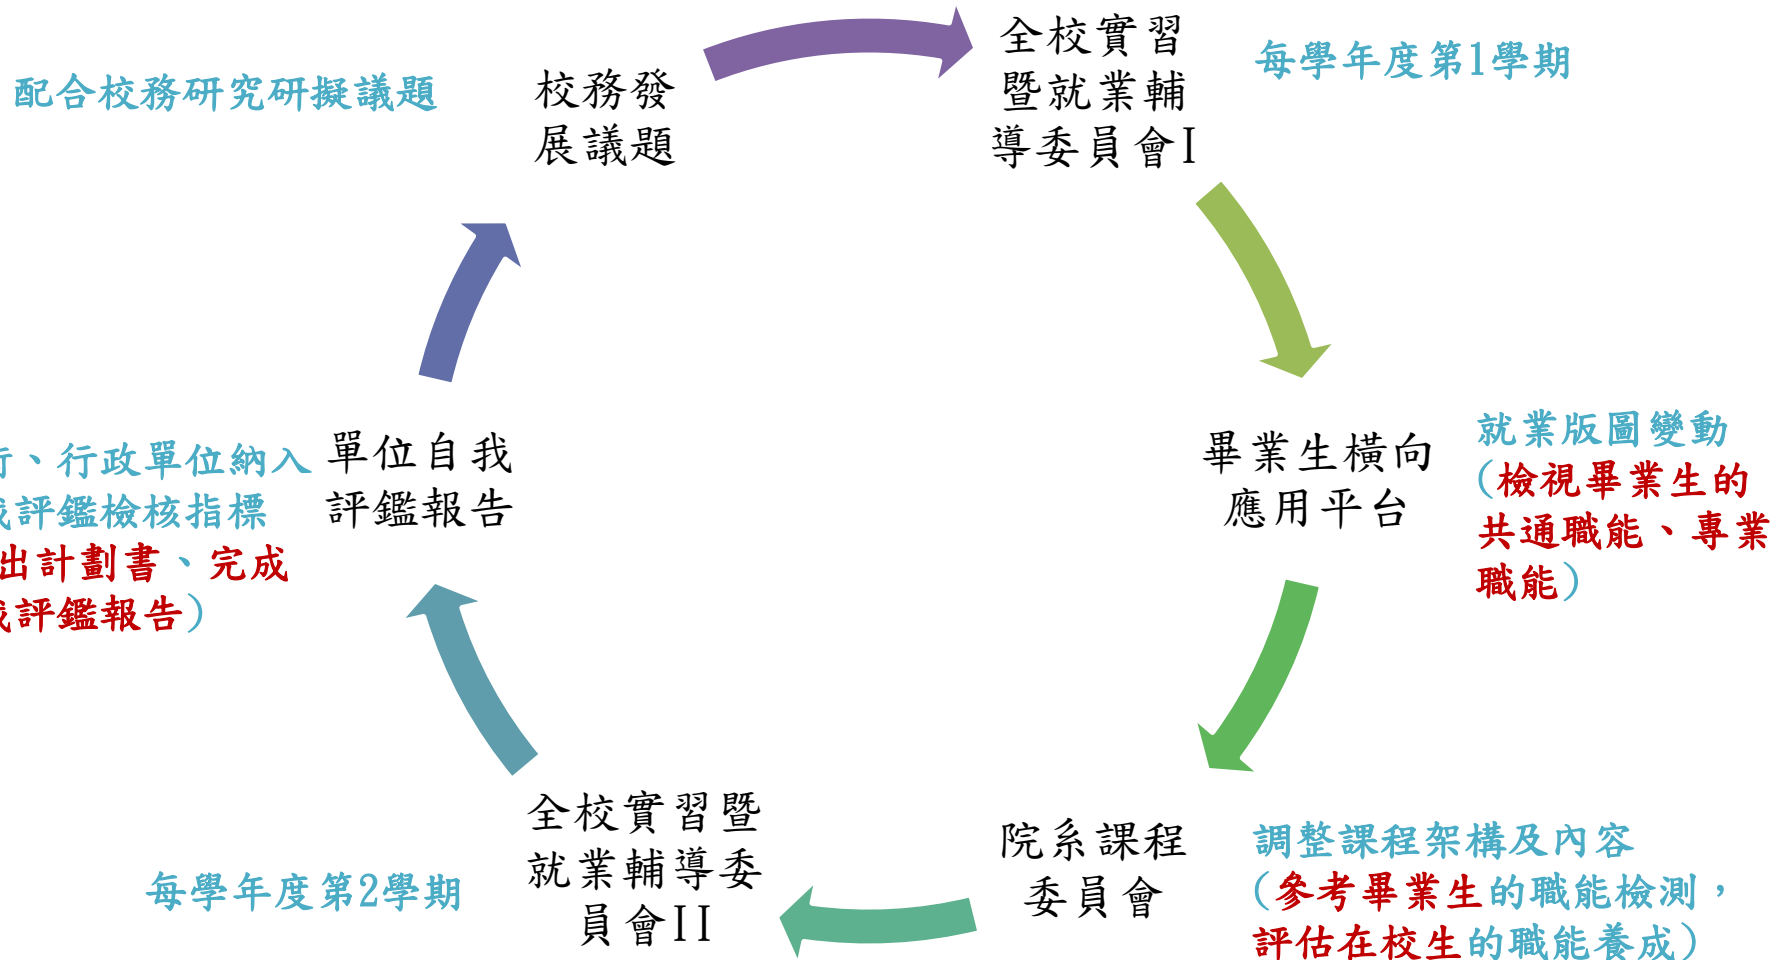 配合校務研究研擬議題
校務發
展議題
全校實習
暨就業輔
導委員會I
每學年度第1學期
畢業生橫向
應用平台
就業版圖變動
(檢視畢業生的
共通職能、專業
職能)
院系課程
委員會
調整課程架構及內容
(參考畢業生的職能檢測，
評估在校生的職能養成)
全校實習暨
就業輔導委
員會II
每學年度第2學期
單位自我
評鑑報告
、行政單位納入
評鑑檢核指標
出計劃書、完成
評鑑報告)